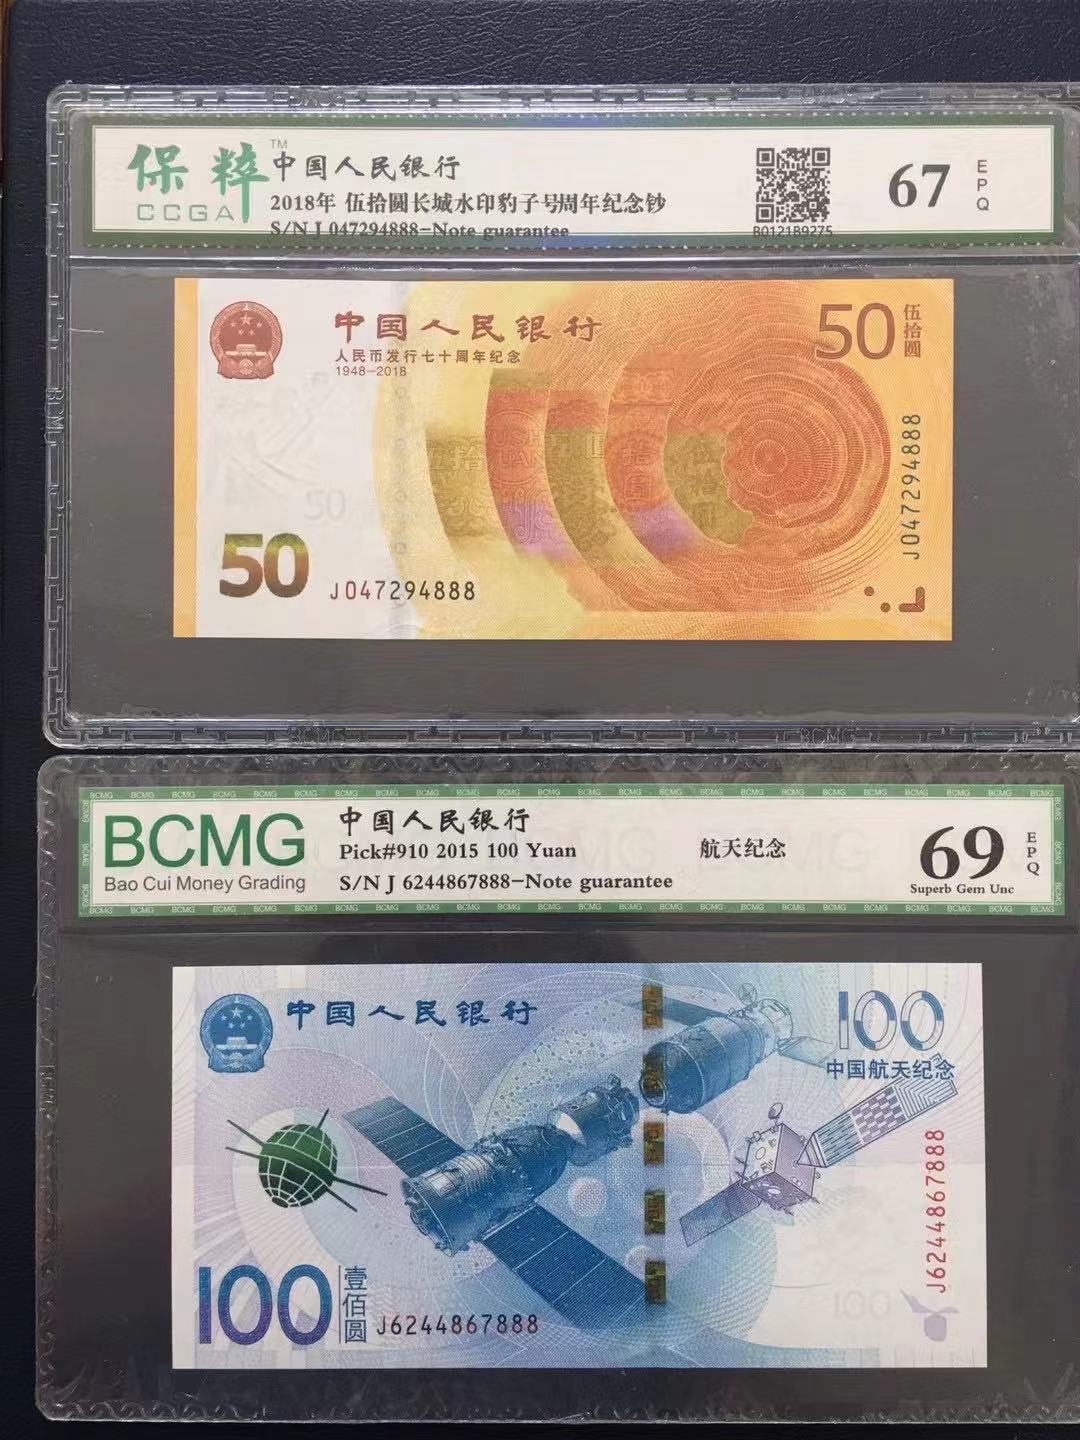 保粹™
CCGA
中国人民银行
2018年 伍拾圆长城水印豹子号周年纪念钞
S/N J 047294888-Note guarantee
B0121B9275
67
EPQ
中国人民银行
人民币发行七十周年纪念
1948-2018
50
伍拾圆
J047294888
50
50
J047294888
BCMG
Bao Cui Money Grading
中国人民银行
Pick#910 2015 100 Yuan
航天纪念
S/N J 6244867888-Note guarantee
69
EPQ
Superb Gem Unc
中国人民银行
100
中国航天纪念
J6244867888
100
壹佰圆
J6244867888
100